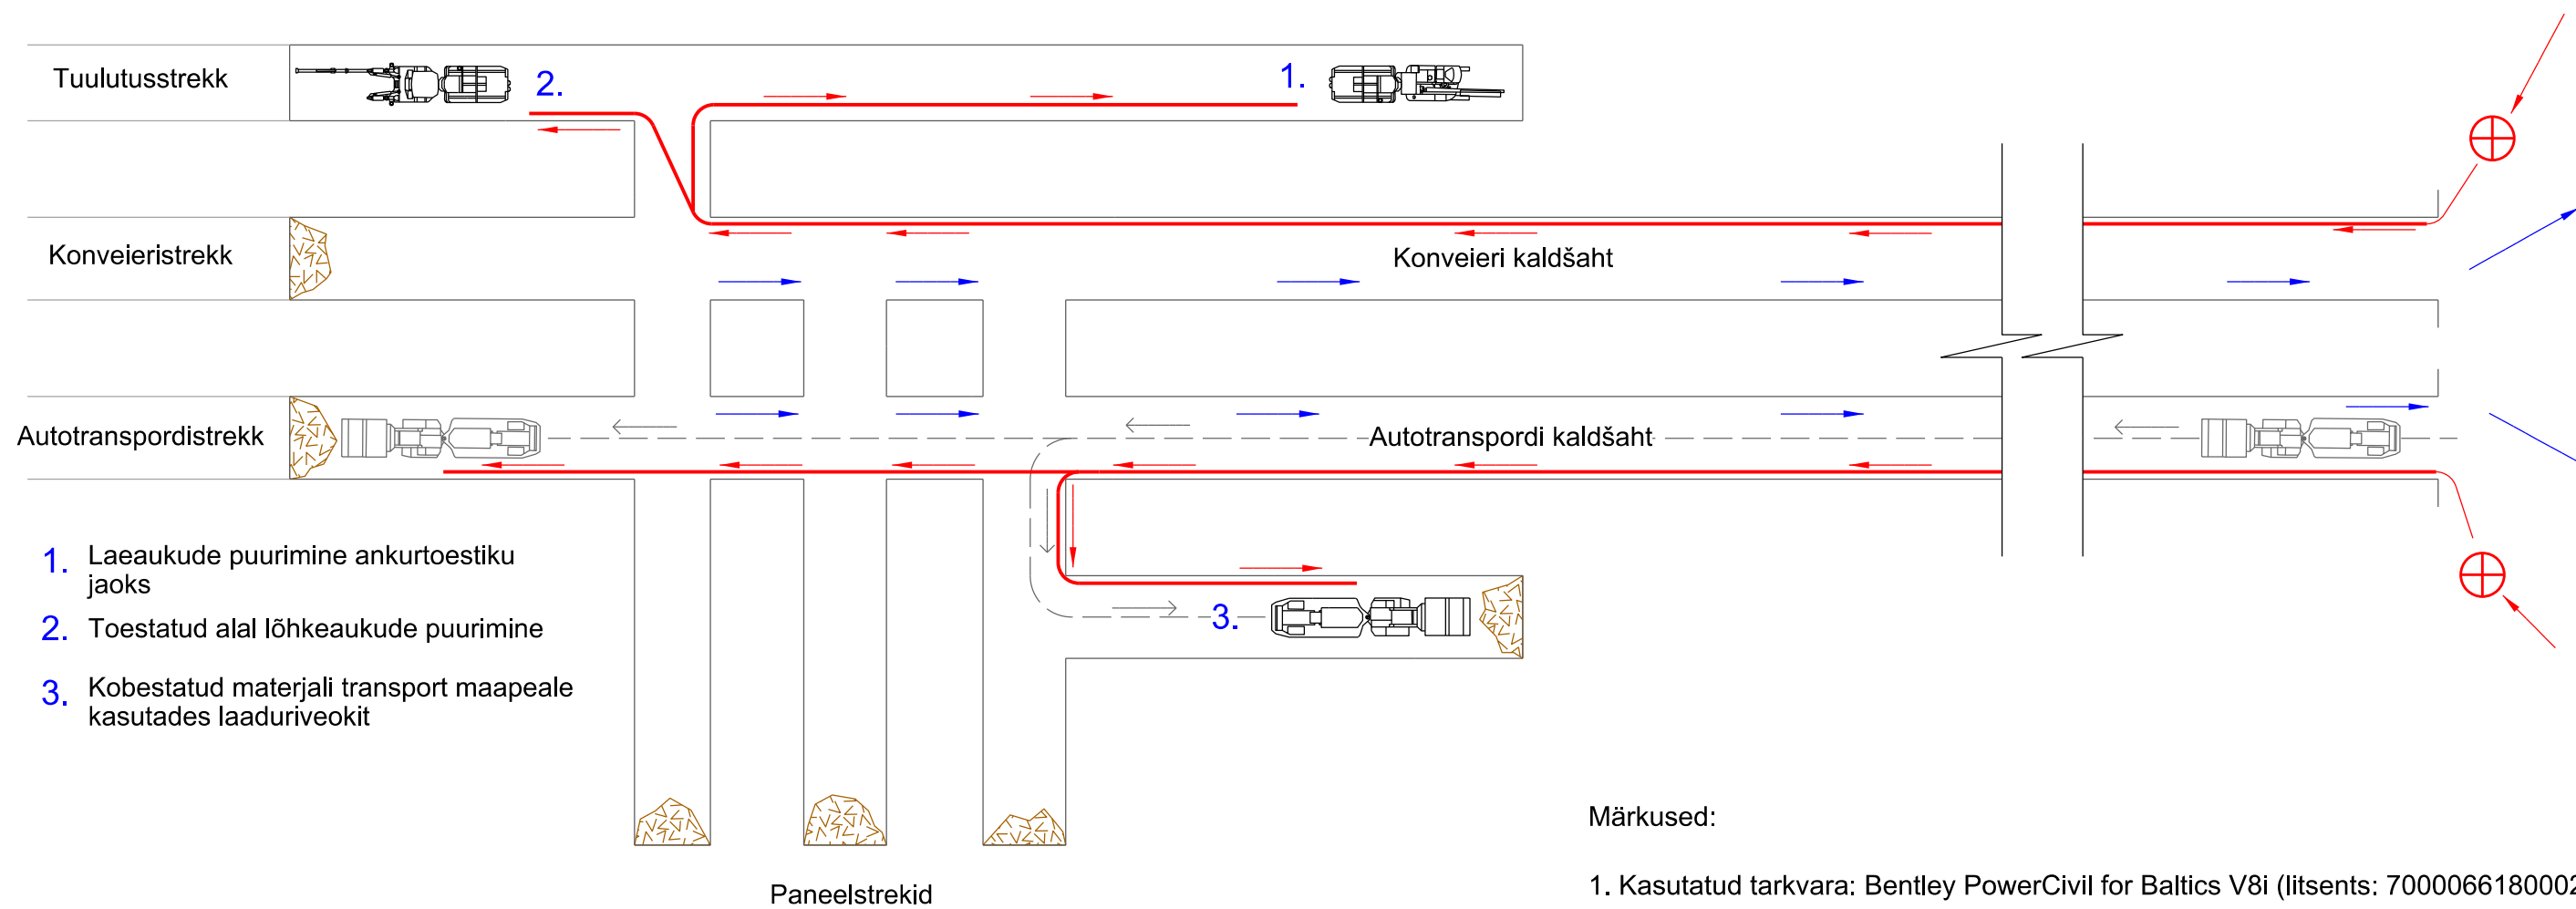 Tuulutusstrekk
2.
1.
Konveieristrekk
Konveieri kaldšaht
Autotranspordistrekk
Autotranspordi kaldšaht
1. Laeaukude puurimine ankurtoestiku
jaoks
2. Toestatud alal lõhkeaukude puurimine
3. Kobestatud materjali transport maapeale
kasutades laaduriveokit
3.
Paneelstrekid
Märkused:
1. Kasutatud tarkvara: Bentley PowerCivil for Baltics V8i (litsents: 7000066180002